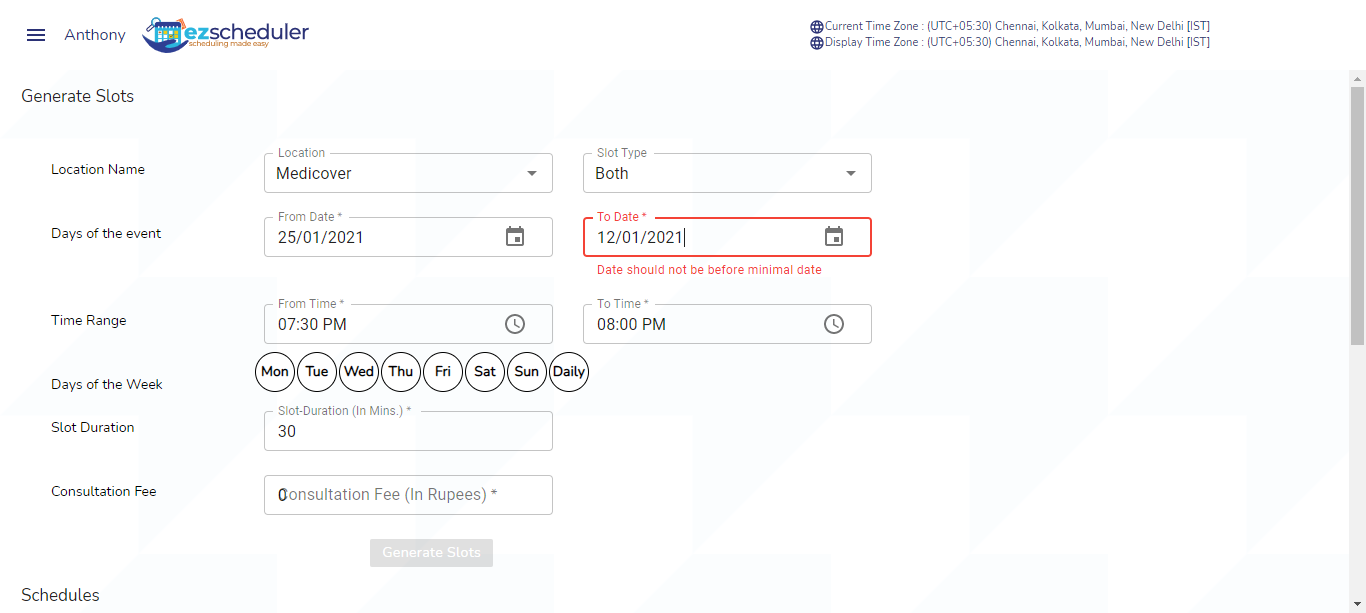 Anthony ezscheduler
scheduling made easy
Current Time Zone : (UTC+05:30) Chennai, Kolkata, Mumbai, New Delhi [IST]
Display Time Zone : (UTC+05:30) Chennai, Kolkata, Mumbai, New Delhi [IST]
Generate Slots
Location Name
Location
Medicover
Slot Type
Both
Days of the event
From Date *
25/01/2021
To Date *
12/01/2021
Date should not be before minimal date
Time Range
From Time *
07:30 PM
To Time *
08:00 PM
Days of the Week
Mon Tue Wed Thu Fri Sat Sun Daily
Slot Duration
Slot-Duration (In Mins.) *
30
Consultation Fee
0
Consultation Fee (In Rupees) *
Generate Slots
Schedules